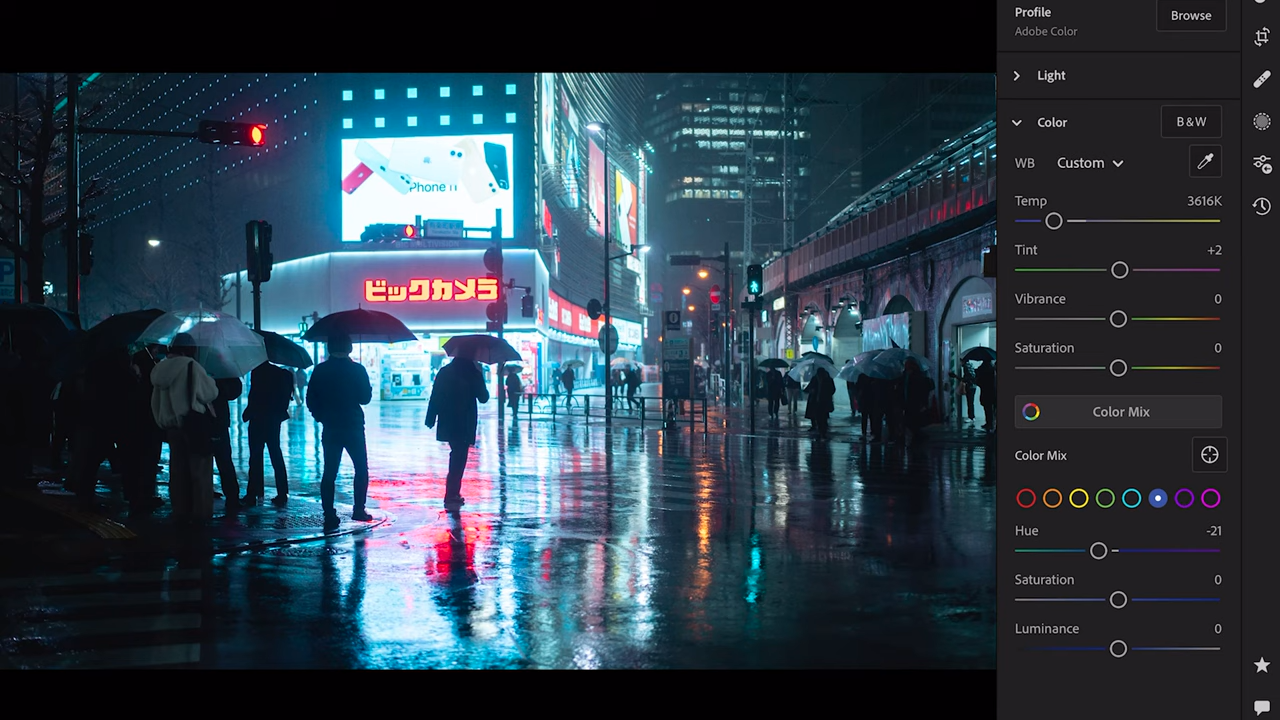 Profile
Browse
Adobe Color
Light
Color
B&W
WB
Custom
Temp
3616K
Tint
+2
Vibrance
0
Saturation
0
Color Mix
Color Mix
Hue
-21
Saturation
0
Luminance
0
iPhone 11
ビックカメラ